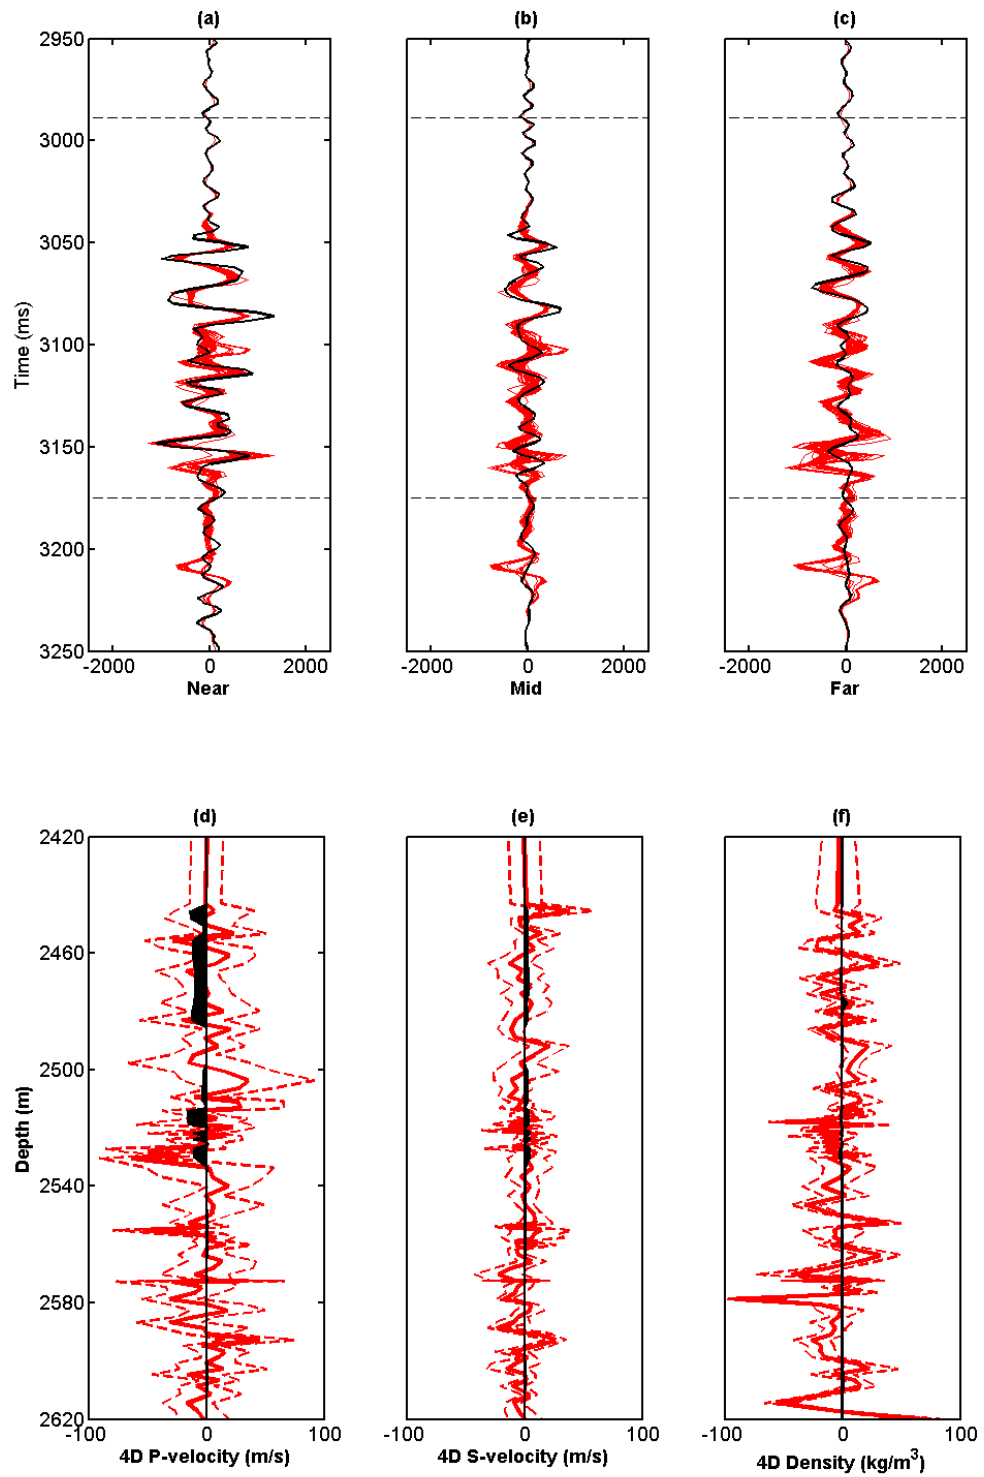 (a) (b) (c)
2950
3000
3050
3100
3150
3200
3250
Time (ms)
-2000 0 2000 -2000 0 2000 -2000 0 2000
Near Mid Far
(d) (e) (f)
2420
2460
2500
2540
2580
2620
Depth (m)
-100 0 100 -100 0 100 -100 0 100
4D P-velocity (m/s) 4D S-velocity (m/s) 4D Density (kg/m³)